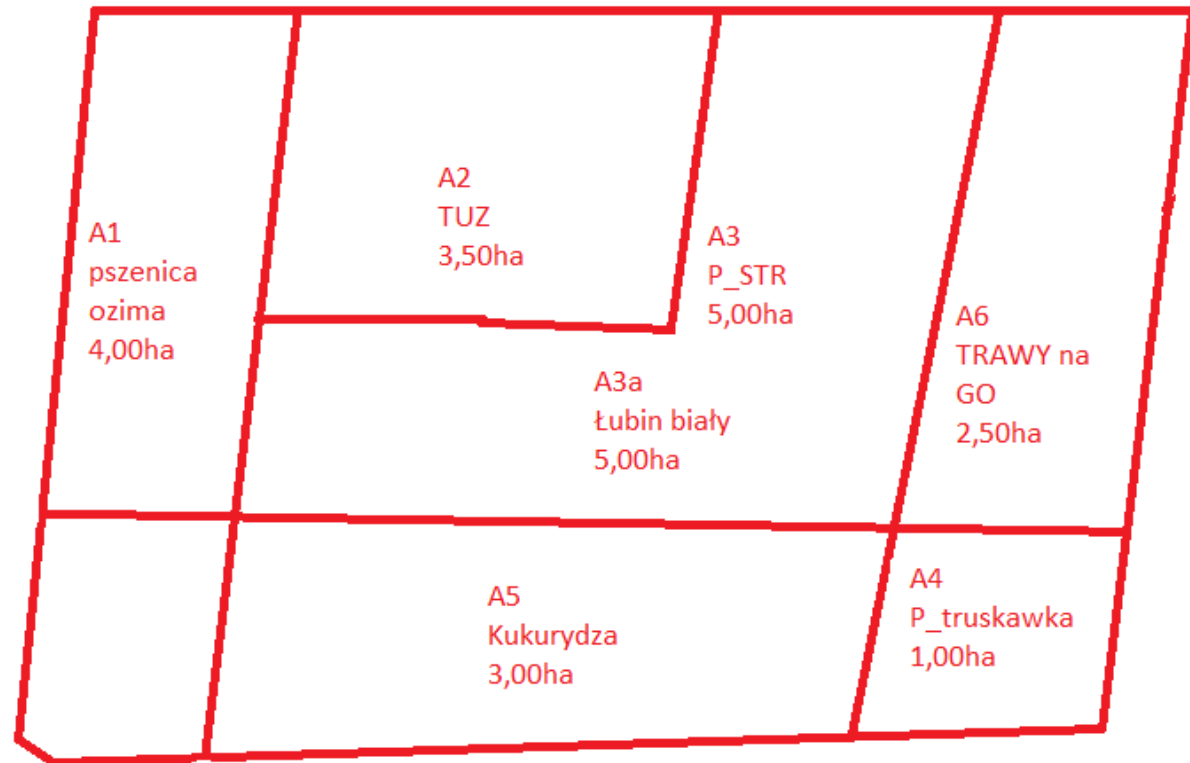 A1
pszenica
ozima
4,00ha
A2
TUZ
3,50ha
A3
P_STR
5,00ha
A3a
Łubin biały
5,00ha
A6
TRAWY na
GO
2,50ha
A5
Kukurydza
3,00ha
A4
P_truskawka
1,00ha